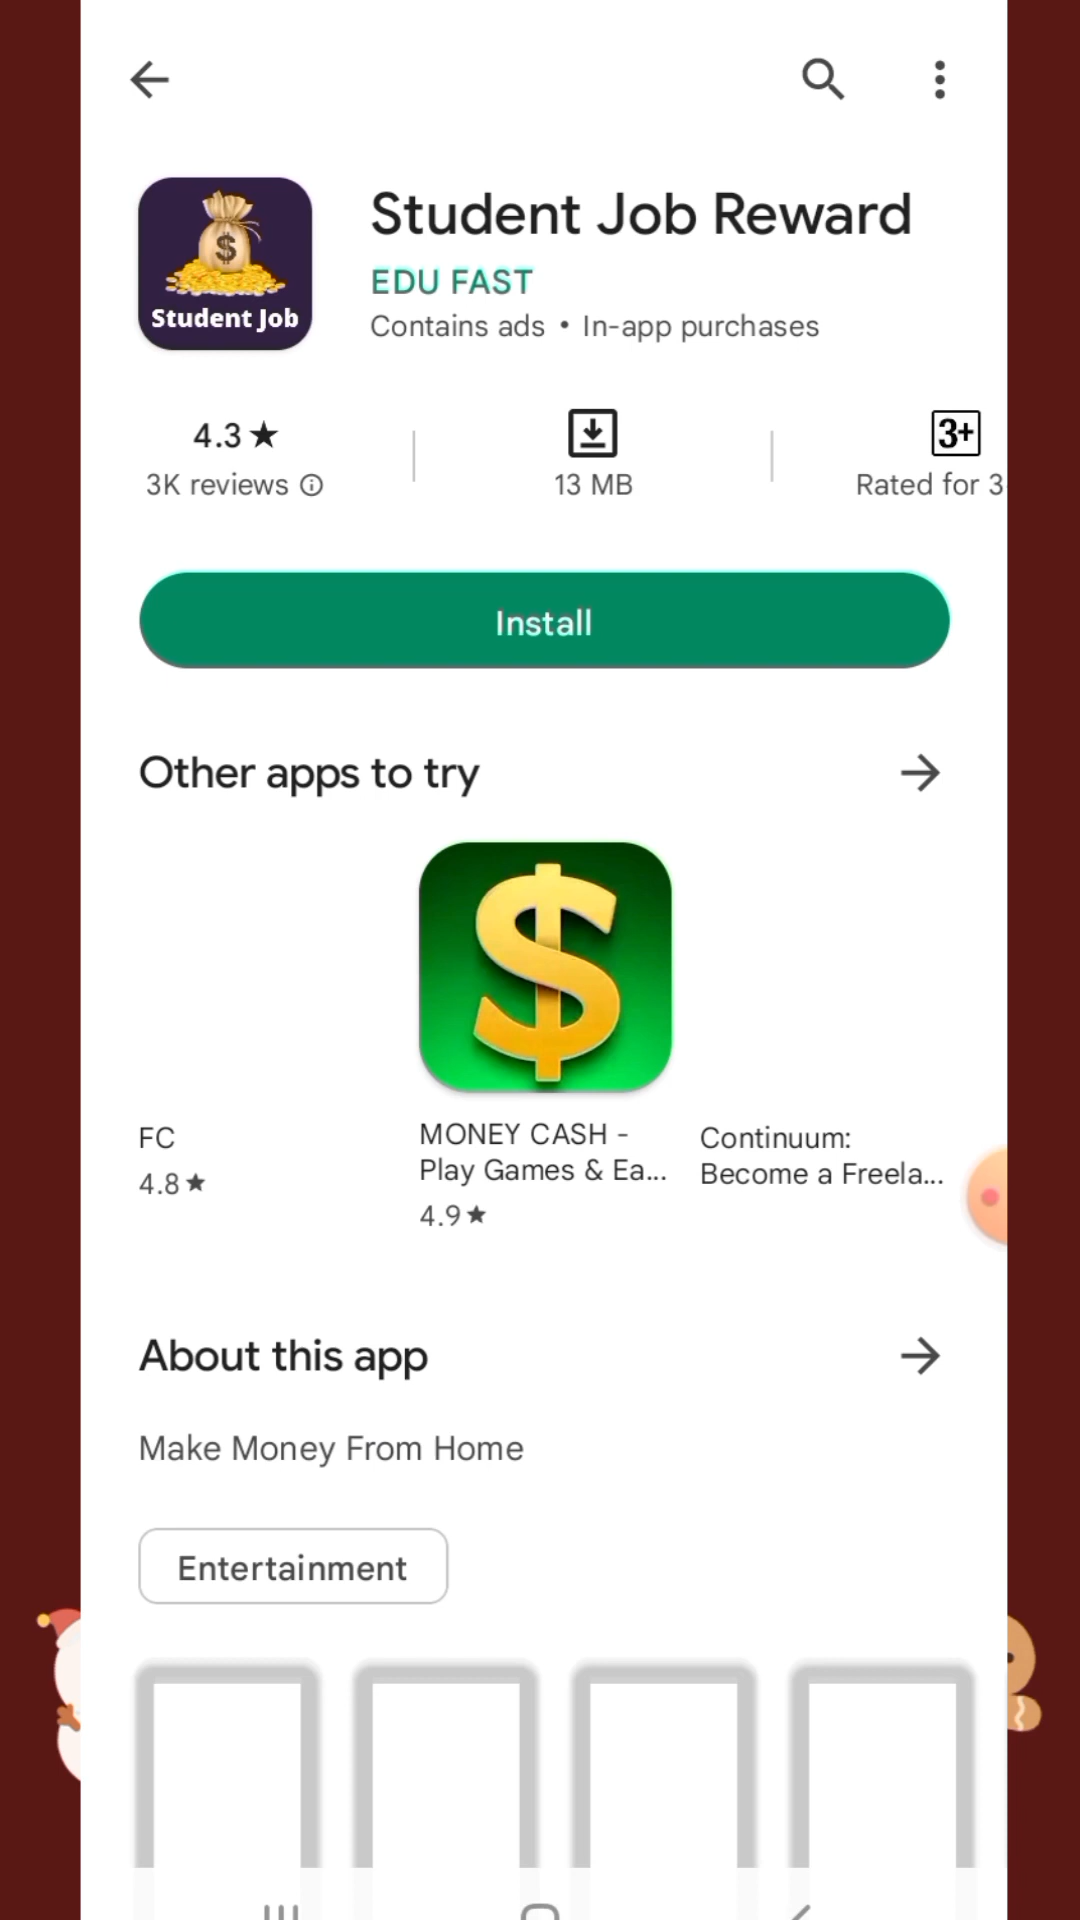 Student Job
Student Job Reward
EDU FAST
Contains ads • In-app purchases
4.3★
3K reviews
13 MB
3+
Rated for 3
Install
Other apps to try
FC
4.8★
MONEY CASH -
Play Games & Ea...
4.9★
Continuum:
Become a Freela...
About this app
Make Money From Home
Entertainment